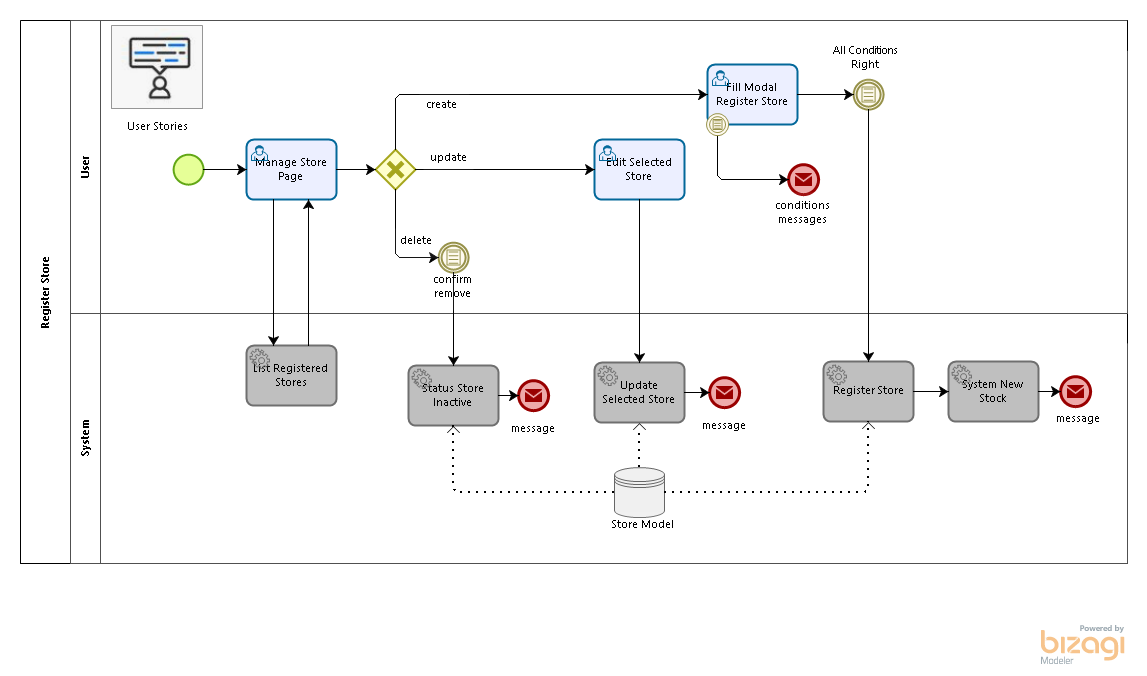 Register Store
User
System
User Stories
Manage Store
Page
create
update
delete
confirm
remove
Edit Selected
Store
Fill Modal
Register Store
conditions
messages
All Conditions
Right
List Registered
Stores
Status Store
Inactive
message
Update
Selected Store
message
Register Store
System New
Stock
message
Store Model
Powered by
bizagi
Modeler